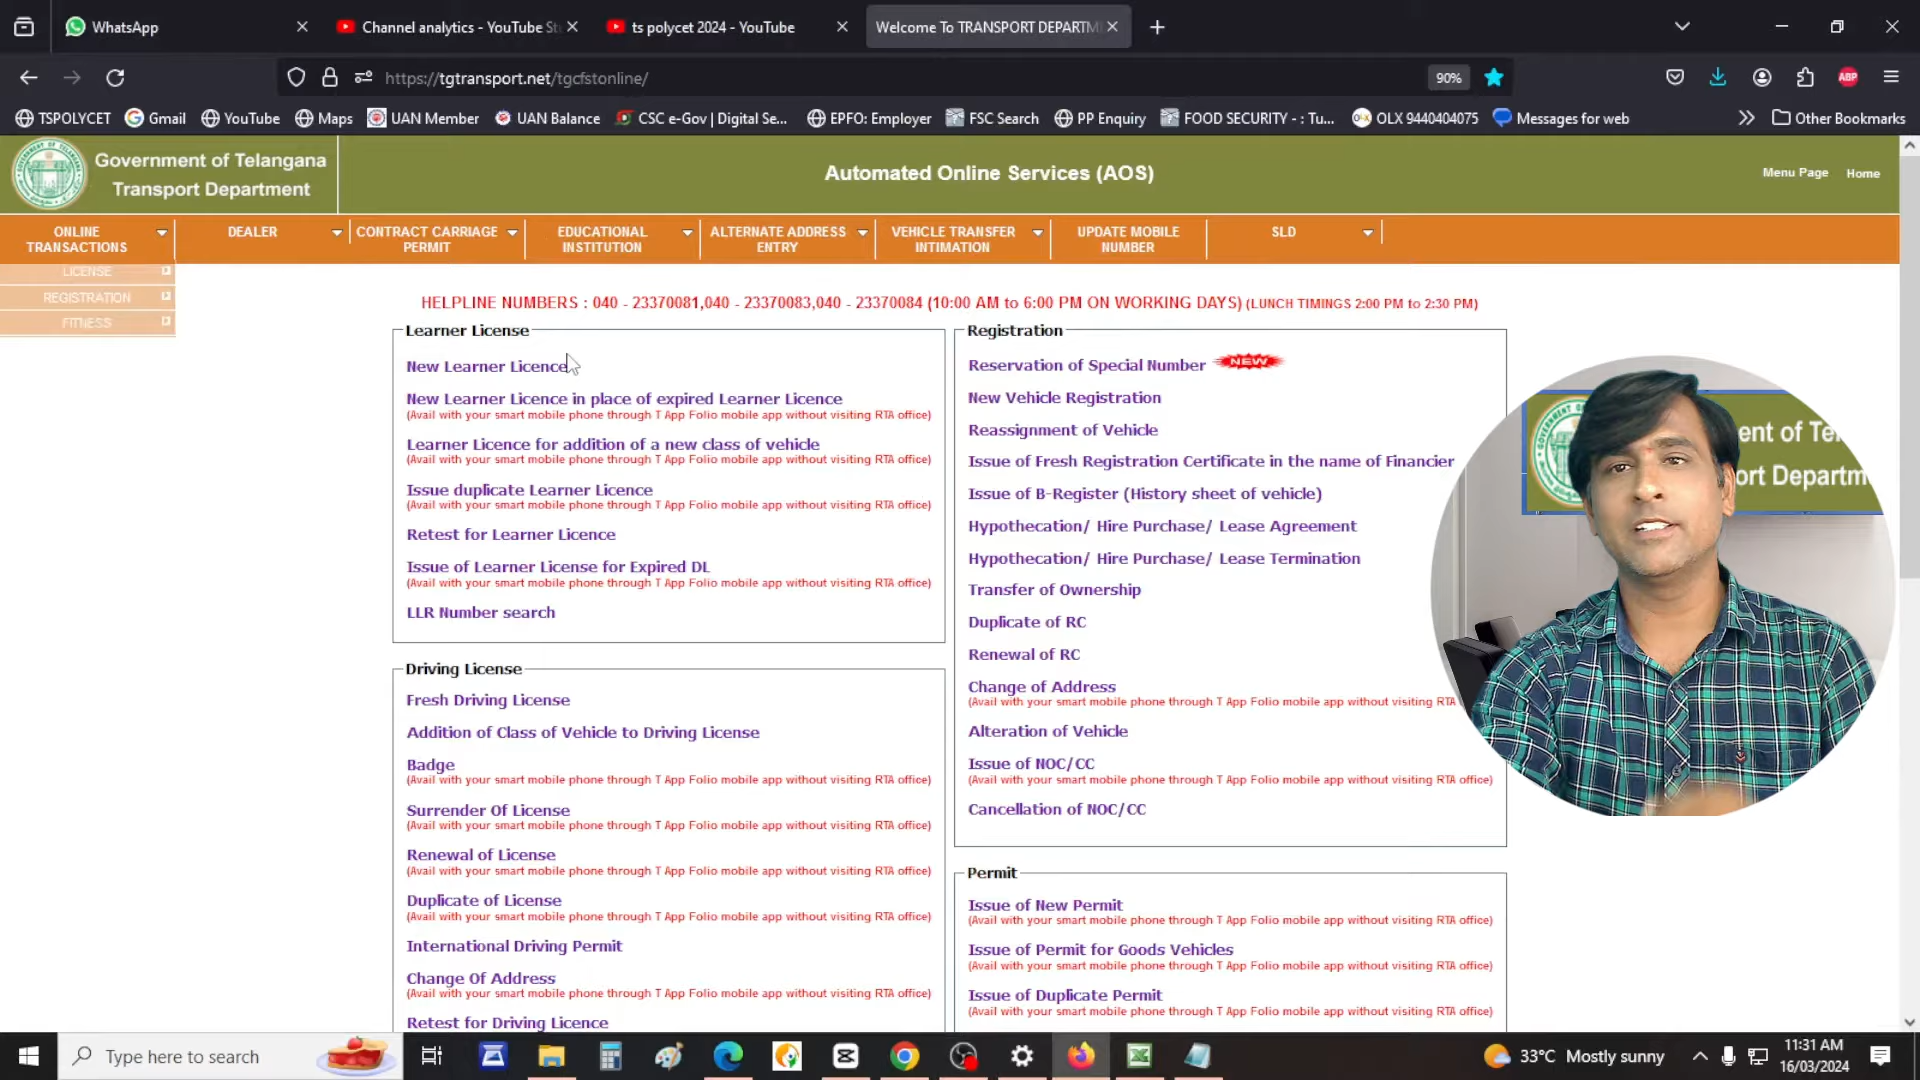 WhatsApp
Channel analytics - YouTube St
ts polycet 2024 - YouTube
Welcome To TRANSPORT DEPARTM
https://tgtransport.net/tgcfstonline/
90%
ABP
TSPOLYCET
Gmail
YouTube
Maps
UAN Member
UAN Balance
CSC e-Gov | Digital Se...
EPFO: Employer
FSC Search
PP Enquiry
FOOD SECURITY - : Tu...
OLX 9440404075
Messages for web
Other Bookmarks
Government of Telangana
Transport Department
Automated Online Services (AOS)
Menu Page
Home
ONLINE
TRANSACTIONS
DEALER
CONTRACT CARRIAGE
PERMIT
EDUCATIONAL
INSTITUTION
ALTERNATE ADDRESS
ENTRY
VEHICLE TRANSFER
INTIMATION
UPDATE MOBILE
NUMBER
SLD
LICENSE
REGISTRATION
FITNESS
HELPLINE NUMBERS : 040 - 23370081,040 - 23370083,040 - 23370084 (10:00 AM to 6:00 PM ON WORKING DAYS) (LUNCH TIMINGS 2:00 PM to 2:30 PM)
Learner License
New Learner Licence
New Learner Licence in place of expired Learner Licence
(Avail with your smart mobile phone through T App Folio mobile app without visiting RTA office)
Learner Licence for addition of a new class of vehicle
(Avail with your smart mobile phone through T App Folio mobile app without visiting RTA office)
Issue duplicate Learner Licence
(Avail with your smart mobile phone through T App Folio mobile app without visiting RTA office)
Retest for Learner Licence
Issue of Learner License for Expired DL
(Avail with your smart mobile phone through T App Folio mobile app without visiting RTA office)
LLR Number search
Driving License
Fresh Driving License
Addition of Class of Vehicle to Driving License
Badge
(Avail with your smart mobile phone through T App Folio mobile app without visiting RTA office)
Surrender Of License
(Avail with your smart mobile phone through T App Folio mobile app without visiting RTA office)
Renewal of License
(Avail with your smart mobile phone through T App Folio mobile app without visiting RTA office)
Duplicate of License
(Avail with your smart mobile phone through T App Folio mobile app without visiting RTA office)
International Driving Permit
Change Of Address
(Avail with your smart mobile phone through T App Folio mobile app without visiting RTA office)
Retest for Driving Licence
Registration
Reservation of Special Number NEW
New Vehicle Registration
Reassignment of Vehicle
Issue of Fresh Registration Certificate in the name of Financier
Issue of B-Register (History sheet of vehicle)
Hypothecation/ Hire Purchase/ Lease Agreement
Hypothecation/ Hire Purchase/ Lease Termination
Transfer of Ownership
Duplicate of RC
Renewal of RC
Change of Address
(Avail with your smart mobile phone through T App Folio mobile app without visiting RTA
Alteration of Vehicle
Issue of NOC/CC
(Avail with your smart mobile phone through T App Folio mobile app without visiting RTA office)
Cancellation of NOC/CC
Permit
Issue of New Permit
(Avail with your smart mobile phone through T App Folio mobile app without visiting RTA office)
Issue of Permit for Goods Vehicles
(Avail with your smart mobile phone through T App Folio mobile app without visiting RTA office)
Issue of Duplicate Permit
(Avail with your smart mobile phone through T App Folio mobile app without visiting RTA office)
ent of Te
ort Departm
Type here to search
33°C Mostly sunny
11:31 AM
16/03/2024